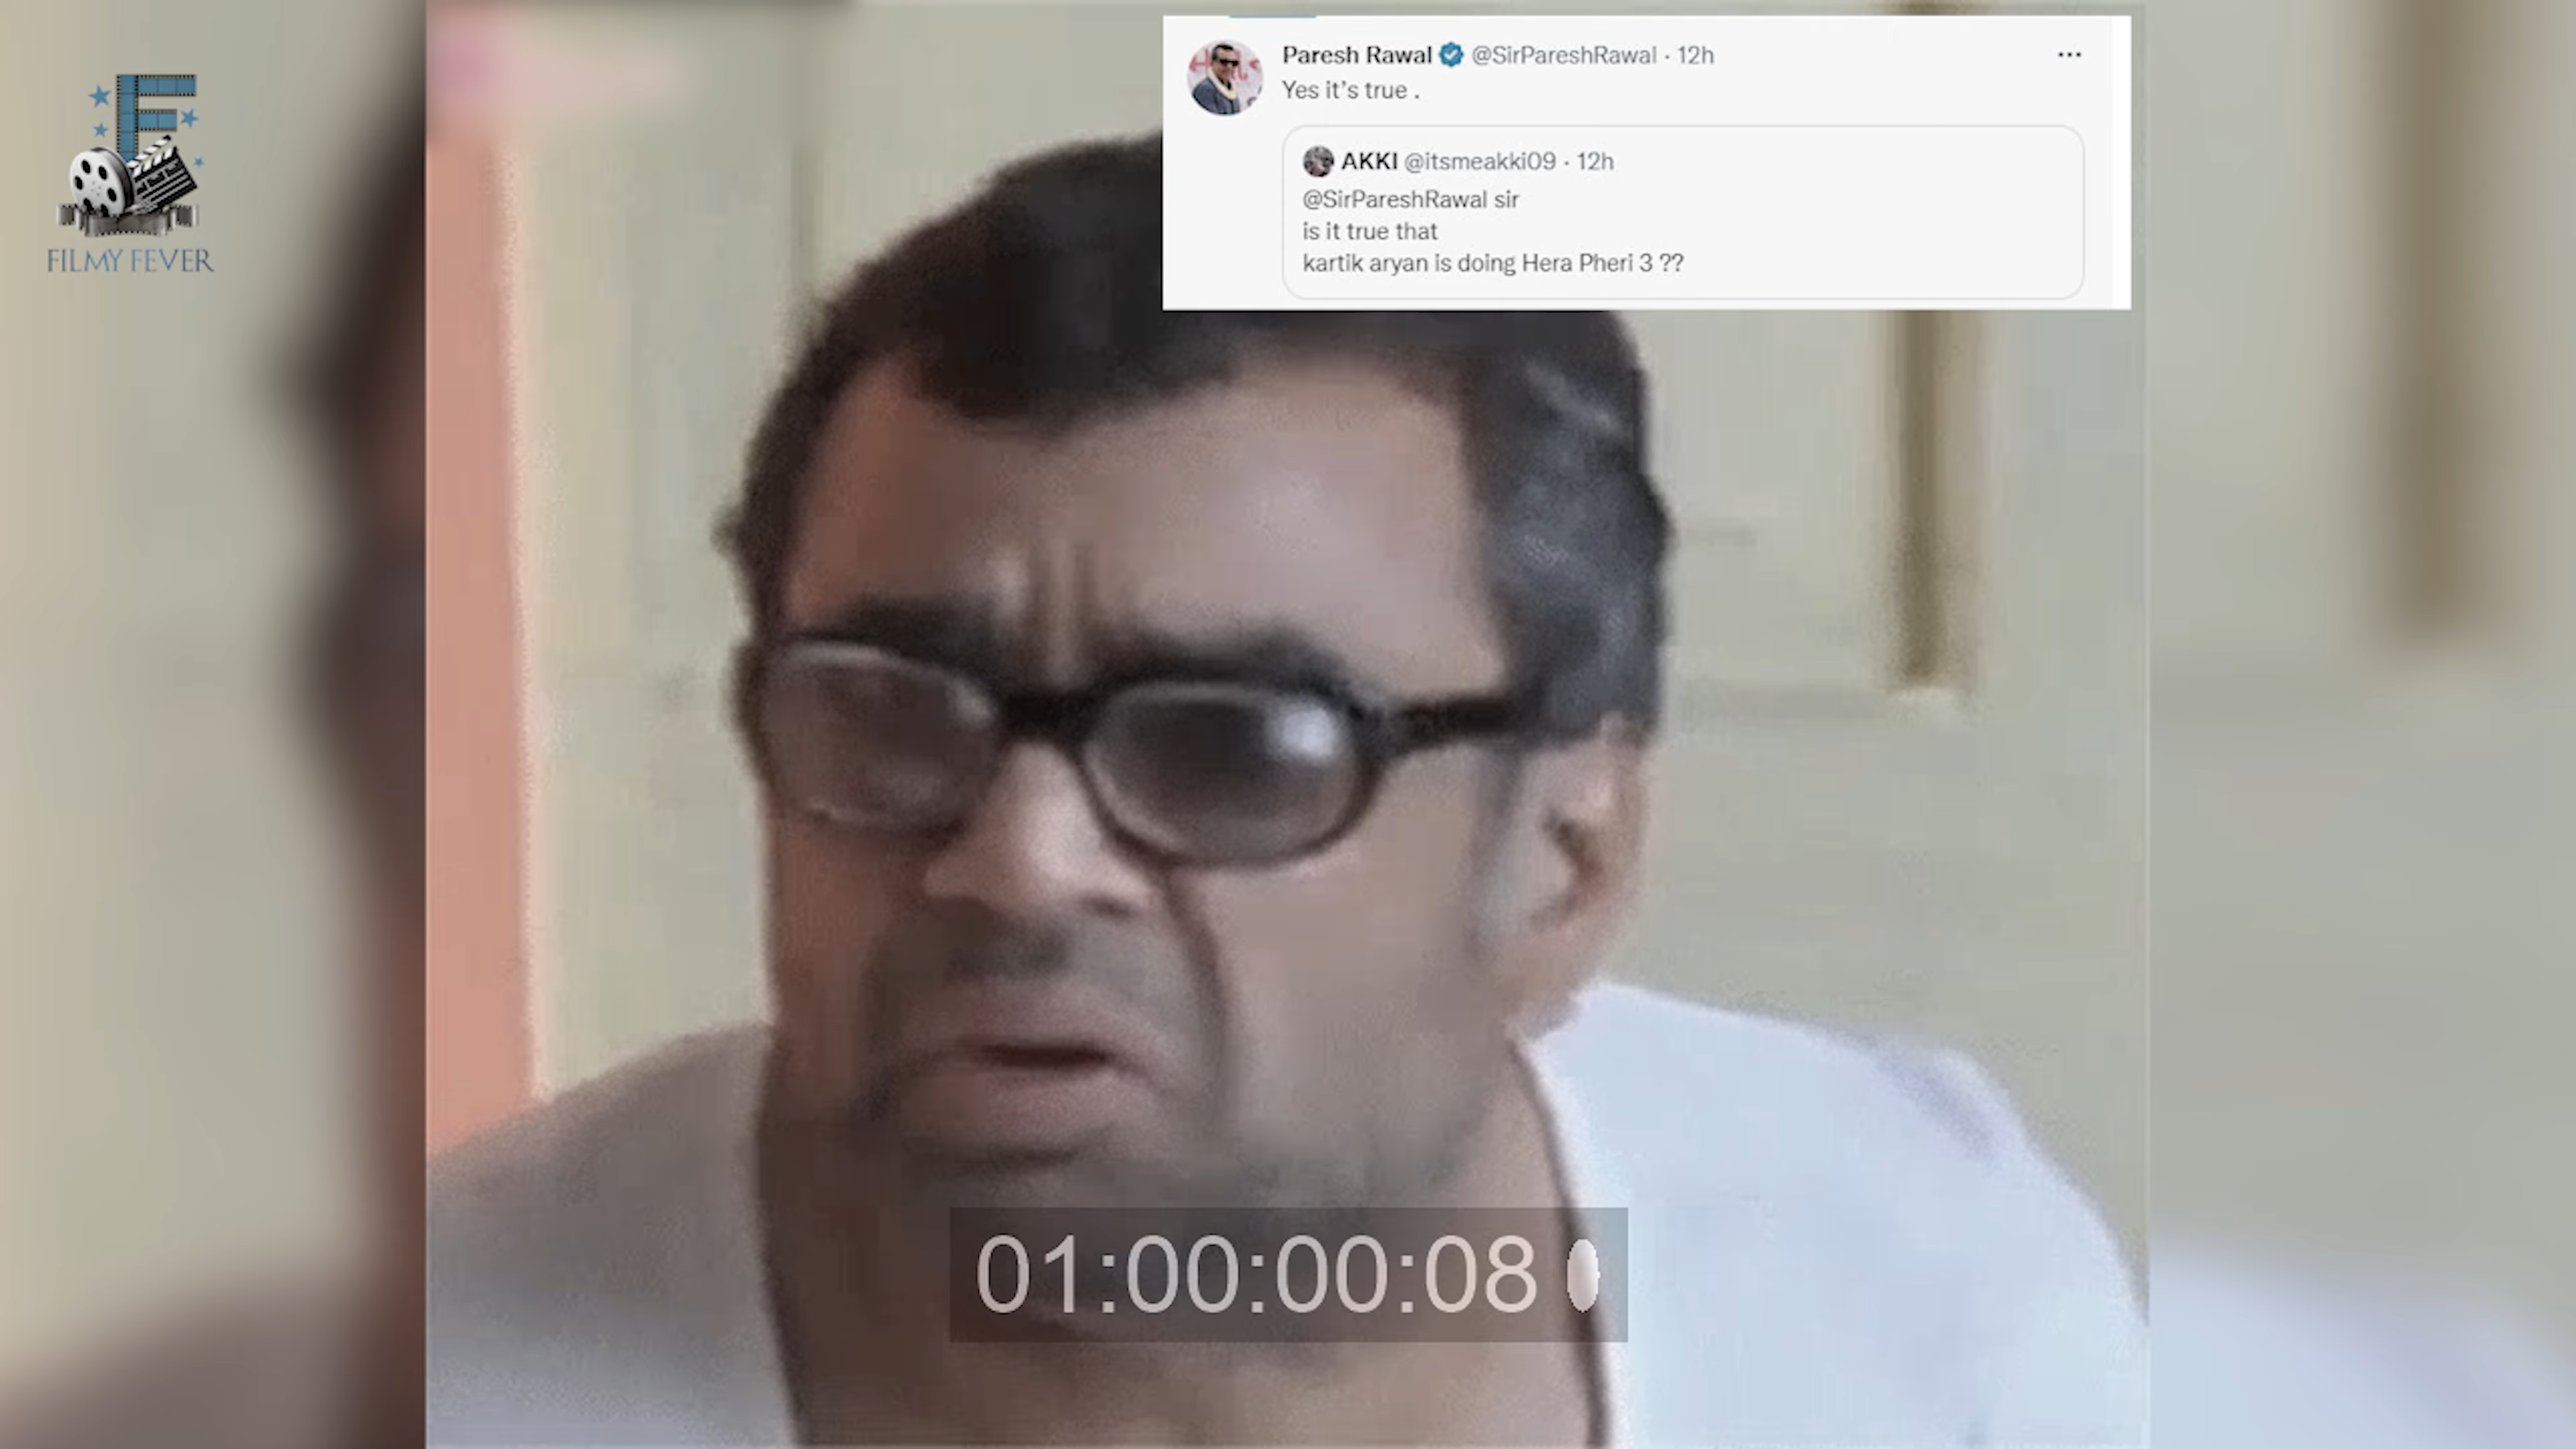 FILMY FEVER
Paresh Rawal @SirPareshRawal · 12h
Yes it's true .
AKKI @itsmeakki09 · 12h
@SirPareshRawal sir
is it true that
kartik aryan is doing Hera Pheri 3 ??
01:00:00:08